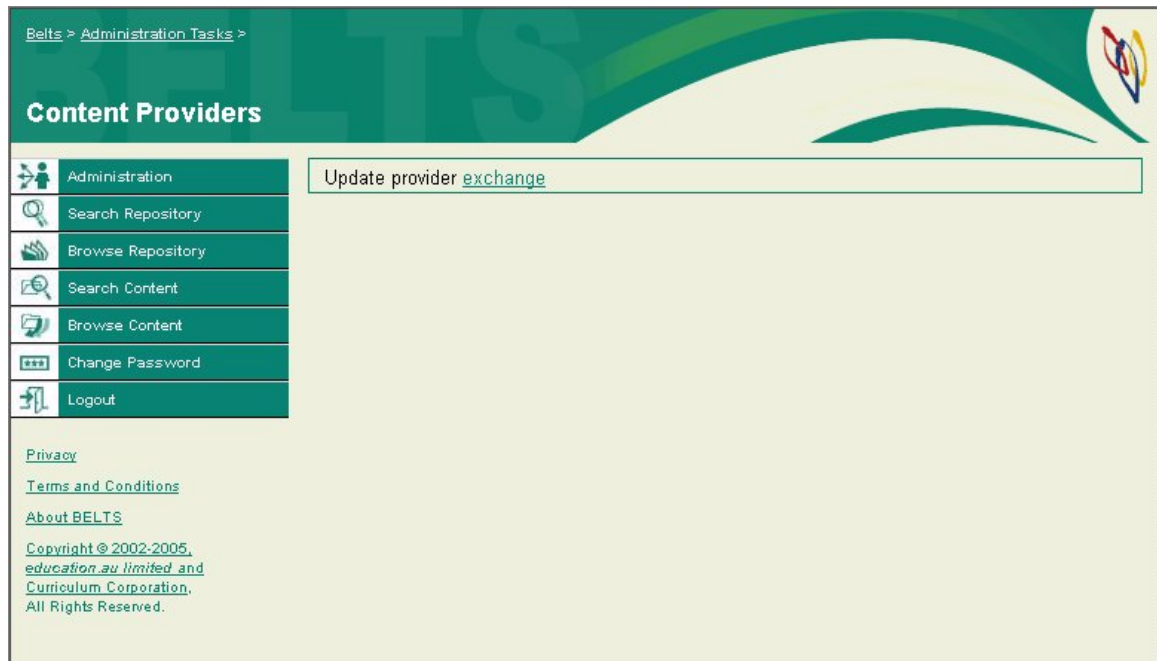 Belts > Administration Tasks >
BELTS
Content Providers
Administration
Search Repository
Browse Repository
Search Content
Browse Content
Change Password
Logout
Update provider exchange
Privacy
Terms and Conditions
About BELTS
Copyright © 2002-2005,
education.au limited and
Curriculum Corporation,
All Rights Reserved.